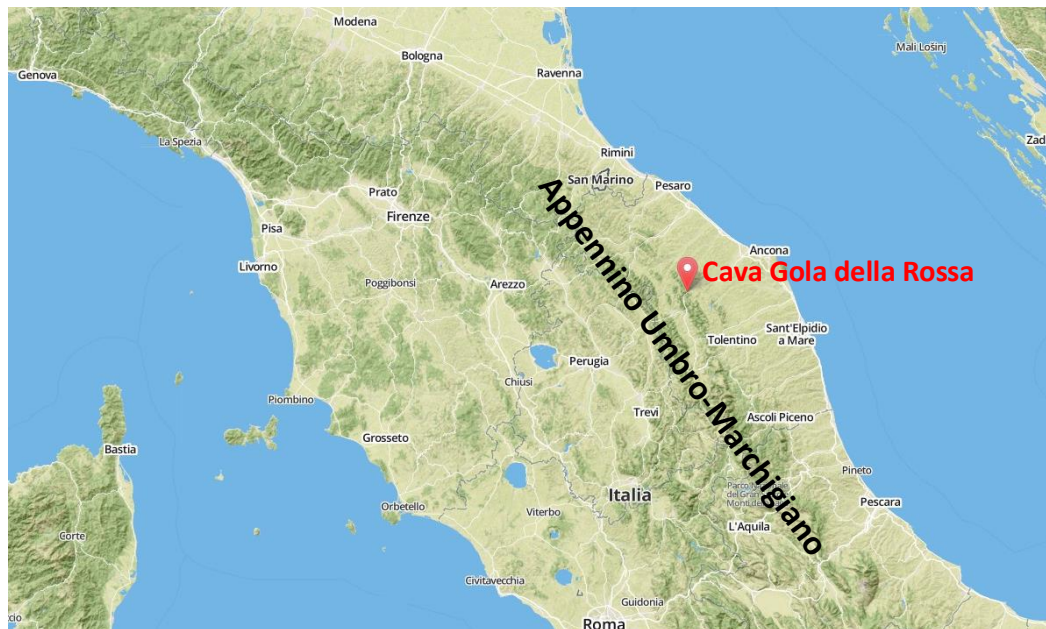 Modena
Mali Lošinj
Genova
Bologna
Ravenna
La Spezia
Zad
Rimini
San Marino
Pesaro
Prato
Firenze
Pisa
Ancona
Livorno
Cava Gola della Rossa
Poggibonsi
Arezzo
Appennino Umbro-Marchigiano
Sant'Elpidio
a Mare
Tolentino
Perugia
Chiusi
Piombino
Trevi
Ascoli Piceno
Grosseto
Bastia
Pineto
Italia
Orbetello
Viterbo
Pescara
L'Aquila
Corte
Civitavecchia
Guidonia
cio
Roma